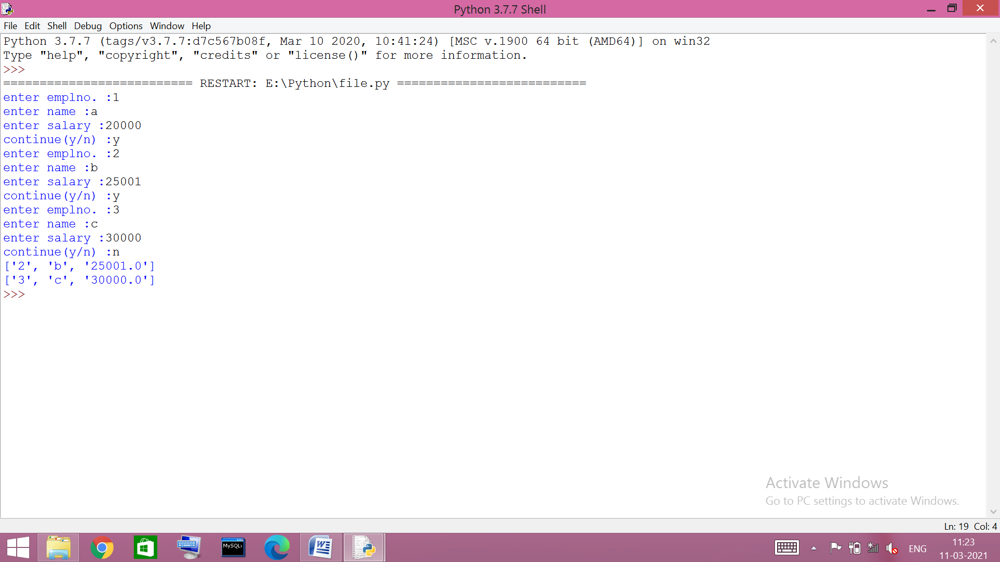 Python 3.7.7 Shell
File Edit Shell Debug Options Window Help
Python 3.7.7 (tags/v3.7.7:d7c567b08f, Mar 10 2020, 10:41:24) [MSC v.1900 64 bit (AMD64)] on win32
Type "help", "copyright", "credits" or "license()" for more information.
>>>
========================== RESTART: E:\Python\file.py ==========================
enter emplno. :1
enter name :a
enter salary :20000
continue(y/n) :y
enter emplno. :2
enter name :b
enter salary :25001
continue(y/n) :y
enter emplno. :3
enter name :c
enter salary :30000
continue(y/n) :n
['2', 'b', '25001.0']
['3', 'c', '30000.0']
>>>
Activate Windows
Go to PC settings to activate Windows.
Ln: 19 Col: 4
MySQL>
W
ENG
11:23
11-03-2021